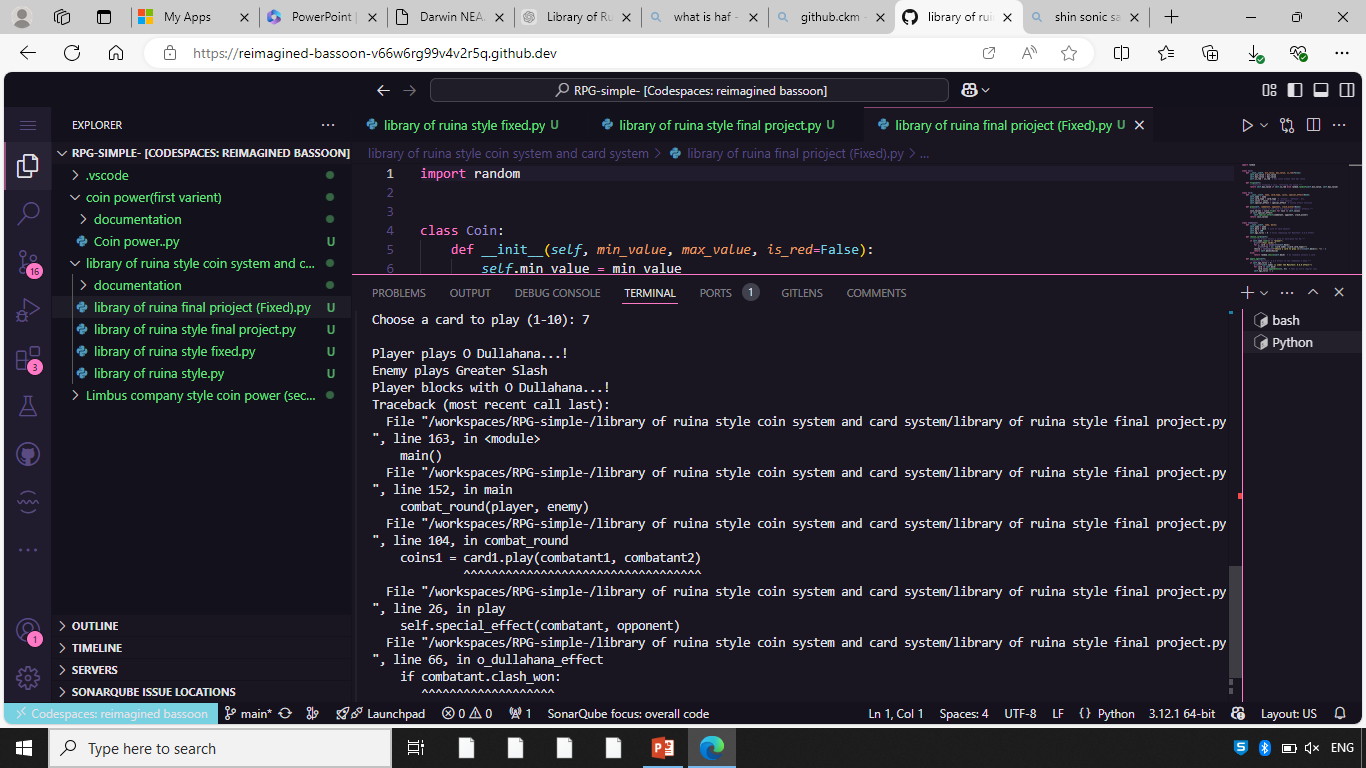 My Apps
PowerPoint |
Darwin NEA.
Library of Ru
what is haf -
github.ckm -
library of ruin
shin sonic sa
https://reimagined-bassoon-v66w6rg99v4v2r5q.github.dev
RPG-simple- [Codespaces: reimagined bassoon]
EXPLORER
library of ruina style fixed.py U
library of ruina style final project.py U
library of ruina final prioject (Fixed).py U
RPG-SIMPLE- [CODESPACES: REIMAGINED BASSOON]
library of ruina style coin system and card system > library of ruina final prioject (Fixed).py > ...
.vscode
coin power(first varient)
documentation
Coin power..py U
library of ruina style coin system and c...
documentation
library of ruina final prioject (Fixed).py U
library of ruina style final project.py U
library of ruina style fixed.py U
library of ruina style.py U
Limbus company style coin power (sec...
1 import random
2
3
4 class Coin:
5 def __init__(self, min_value, max_value, is_red=False):
6 self.min_value = min_value
PROBLEMS OUTPUT DEBUG CONSOLE TERMINAL PORTS 1 GITLENS COMMENTS
Choose a card to play (1-10): 7
Player plays O Dullahana...!
Enemy plays Greater Slash
Player blocks with O Dullahana...!
Traceback (most recent call last):
File "/workspaces/RPG-simple-/library of ruina style coin system and card system/library of ruina style final project.py
", line 163, in <module>
main()
File "/workspaces/RPG-simple-/library of ruina style coin system and card system/library of ruina style final project.py
", line 152, in main
combat_round(player, enemy)
File "/workspaces/RPG-simple-/library of ruina style coin system and card system/library of ruina style final project.py
", line 104, in combat_round
coins1 = card1.play(combatant1, combatant2)
^^^^^^^^^^^^^^^^^^^^^^^^^^^^^^^^
File "/workspaces/RPG-simple-/library of ruina style coin system and card system/library of ruina style final project.py
", line 26, in play
self.special_effect(combatant, opponent)
File "/workspaces/RPG-simple-/library of ruina style coin system and card system/library of ruina style final project.py
", line 66, in o_dullahana_effect
if combatant.clash_won:
^^^^^^^^^^^^^^^^^^^
bash
Python
16
3
1
OUTLINE
TIMELINE
SERVERS
SONARQUBE ISSUE LOCATIONS
Codespaces: reimagined bassoon main* Launchpad 0 0 1 SonarQube focus: overall code Ln 1, Col 1 Spaces: 4 UTF-8 LF {} Python 3.12.1 64-bit Layout: US
Type here to search
ENG